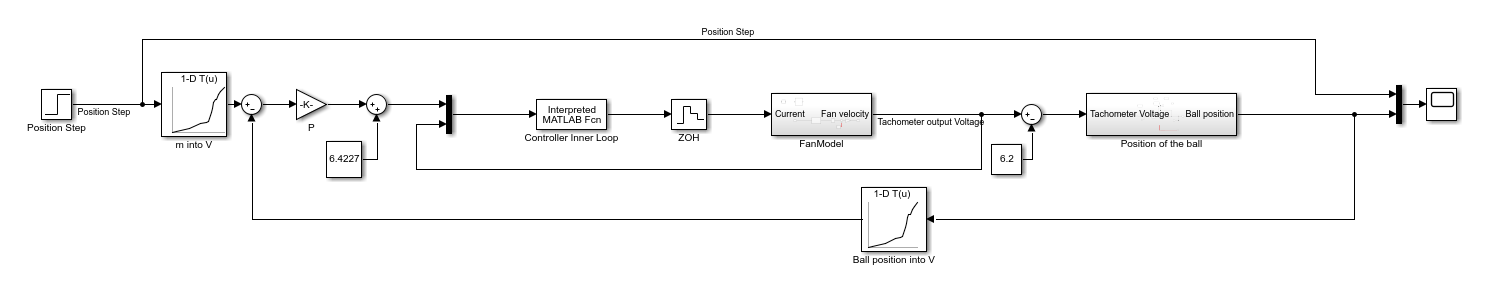 Position Step
1-D T(u)
Position Step
Position Step
m into V
+
-
-K-
P
+
+
6.4227
Interpreted
MATLAB Fcn
Controller Inner Loop
ZOH
Current
Fan velocity
FanModel
Tachometer output Voltage
+
-
6.2
Tachometer Voltage
Ball position
Position of the ball
1-D T(u)
Ball position into V